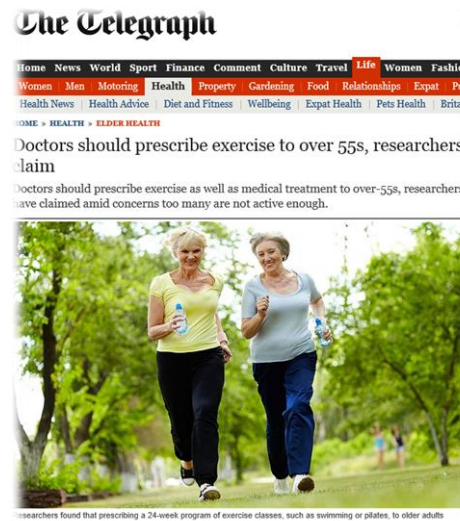 The Telegraph
Home News World Sport Finance Comment Culture Travel Life Women
Women Men Motoring Health Property Gardening Food Relationships Expat
Health News Health Advice Diet and Fitness Wellbeing Expat Health Pets Health
HOME » HEALTH » ELDER HEALTH
Doctors should prescribe exercise to over 55s, researchers
claim
Doctors should prescribe exercise as well as medical treatment to over-55s, researchers
have claimed amid concerns too many are not active enough.
Researchers found that prescribing a 24-week program of exercise classes, such as swimming or pilates, to older adults